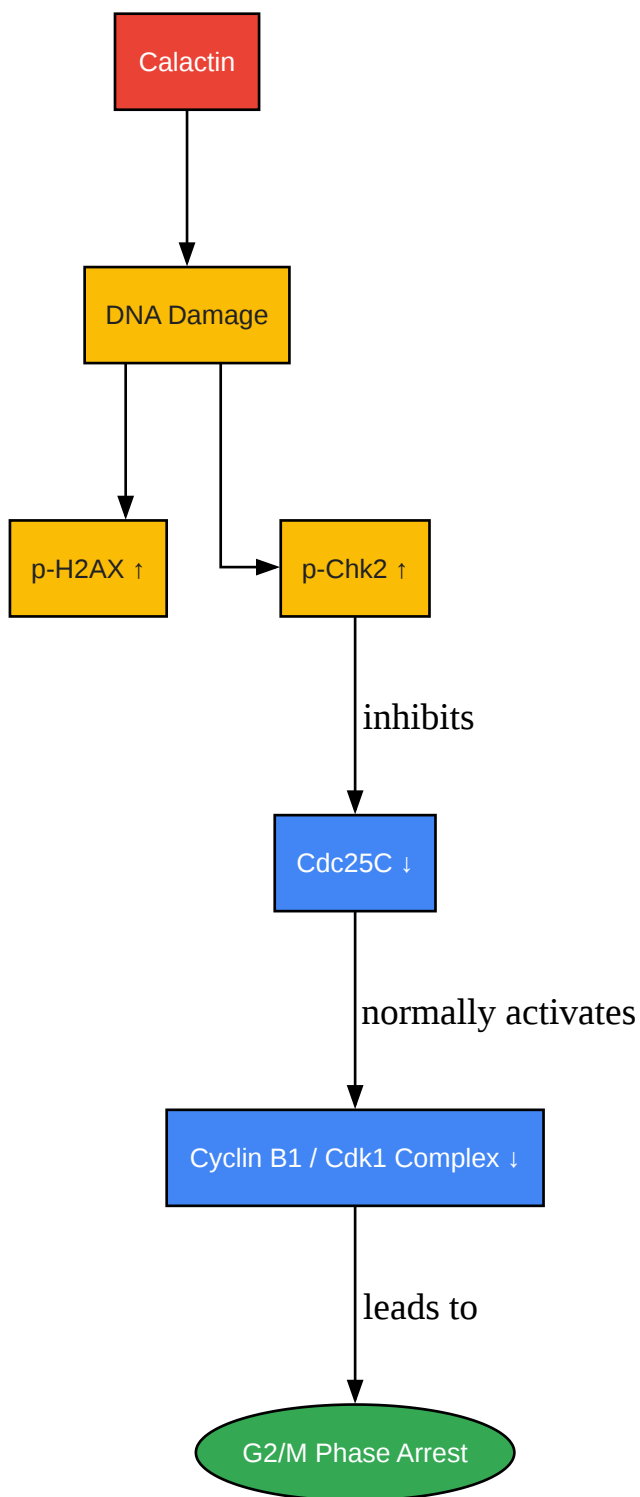 Calactin
DNA Damage
p-H2AX ↑
p-Chk2 ↑
inhibits
Cdc25C ↓
normally activates
Cyclin B1 / Cdk1 Complex ↓
leads to
G2/M Phase Arrest